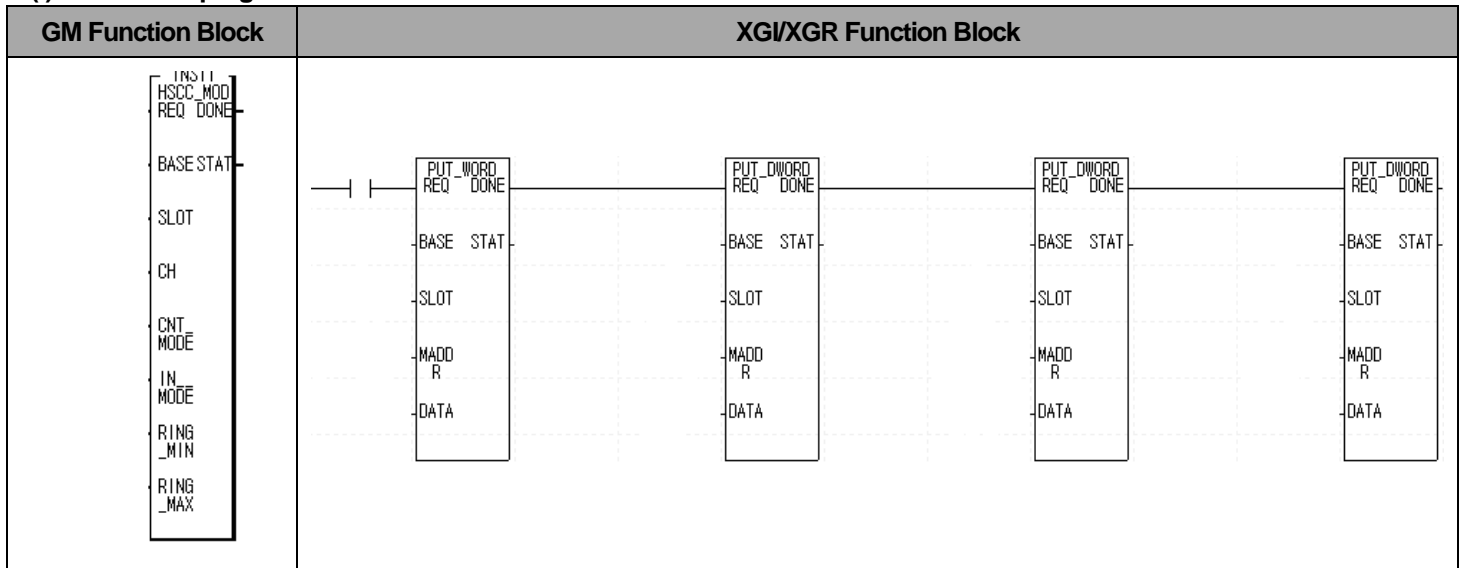 GM Function Block
XGI/XGR Function Block
HSCC_MOD
REQ DONE
BASE STAT
SLOT
CH
CNT_
MODE
IN_
MODE
RING
_MIN
RING
_MAX
PUT_WORD
REQ DONE
BASE STAT
SLOT
MADD
R
DATA
PUT_DWORD
REQ DONE
BASE STAT
SLOT
MADD
R
DATA
PUT_DWORD
REQ DONE
BASE STAT
SLOT
MADD
R
DATA
PUT_DWORD
REQ DONE
BASE STAT
SLOT
MADD
R
DATA